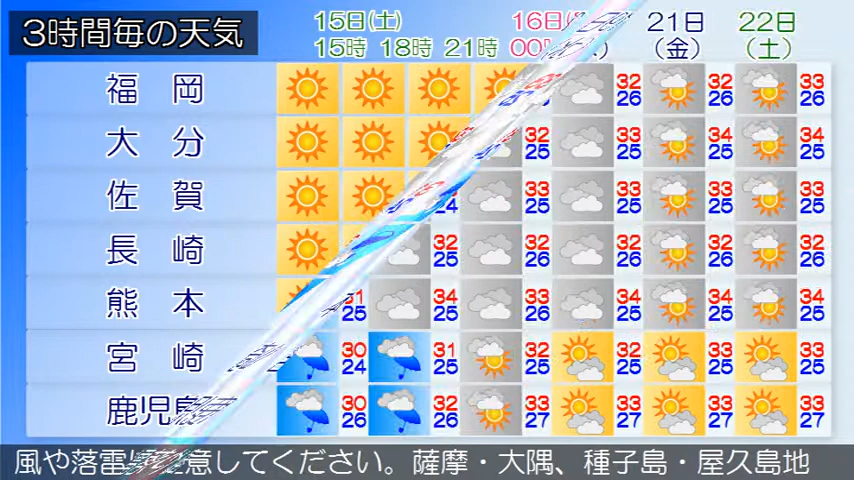 3時間毎の天気
15日(土) 16日 21日 22日
15時 18時 21時 00 (金) (土)
福岡 32 26 32 26 33 26
大分 32 25 33 25 34 25 34 25
佐賀 24 33 25 33 25 33 25 33 25
長崎 32 25 32 26 32 26 32 26 32 26
熊本 31 25 34 25 33 26 34 25 34 25 34 25
宮崎 30 24 31 25 32 25 32 25 33 25 33 25
鹿児島 30 26 32 26 33 27 33 27 33 27 33 27
風や落雷に注意してください。薩摩・大隅、種子島・屋久島地